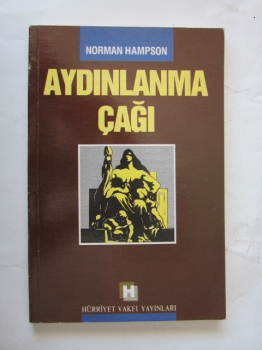 NORMAN HAMPSON
AYDINLANMA
ÇAĞI
H
HÜRRİYET VAKFI YAYINLARI